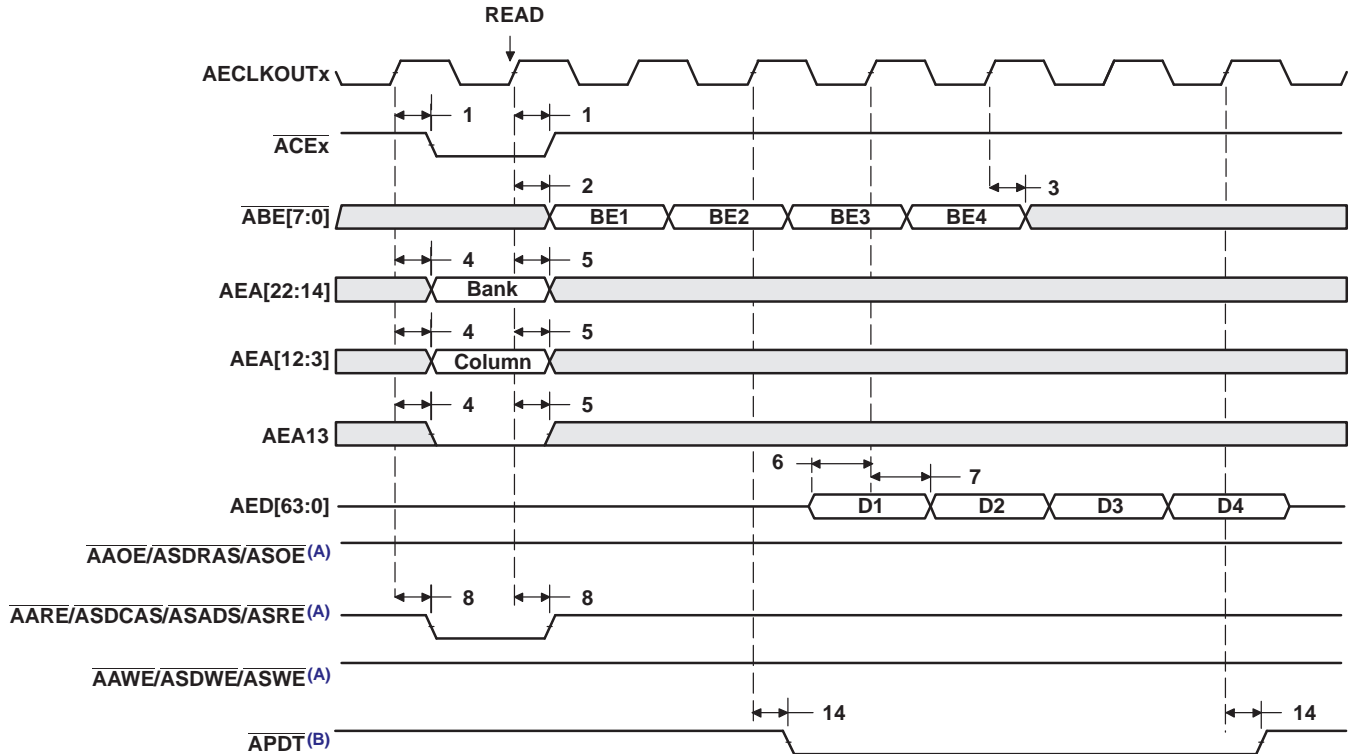 READ
AECLKOUTx
1 1
ACEx
2 3
ABE[7:0] BE1 BE2 BE3 BE4
4 5
AEA[22:14] Bank
4 5
AEA[12:3] Column
4 5
AEA13
6 7
AED[63:0] D1 D2 D3 D4
AAOE/ASDRAS/ASOE(A)
8 8
AARE/ASDCAS/ASADS/ASRE(A)
AAWE/ASDWE/ASWE(A)
14 14
APDT(B)